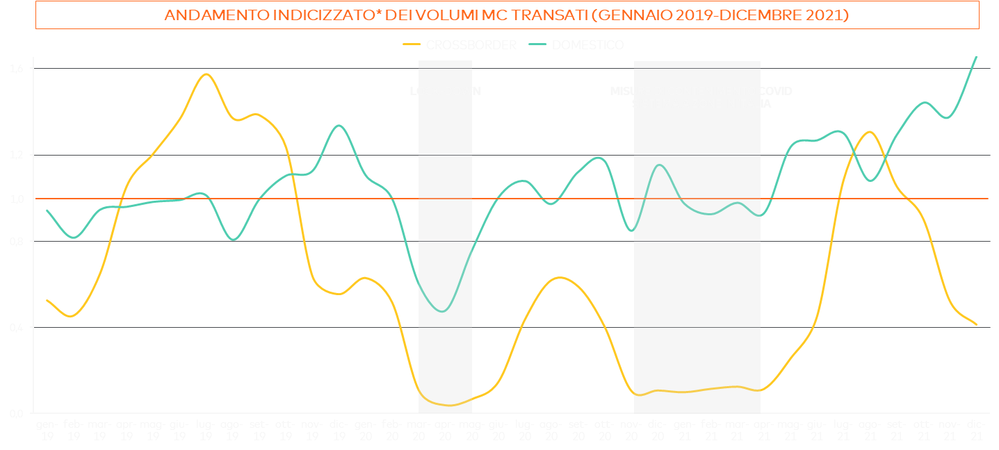 ANDAMENTO INDICIZZATO* DEI VOLUMI MC TRANSATI (GENNAIO 2019-DICEMBRE 2021)
CROSSBORDER DOMESTICO
1,6
COVID
1,2
1,0
0,8
0,4
0,0
gen- feb- mar- apr- mag- giu- lug- ago- set- ott- nov- dic- gen- feb- mar- apr- mag- giu- lug- ago- set- ott- nov- dic- gen- feb- mar- apr- mag- giu- lug- ago- set- ott- nov- dic-
19 19 19 19 19 19 19 19 19 19 19 19 20 20 20 20 20 20 20 20 20 20 20 20 21 21 21 21 21 21 21 21 21 21 21 21